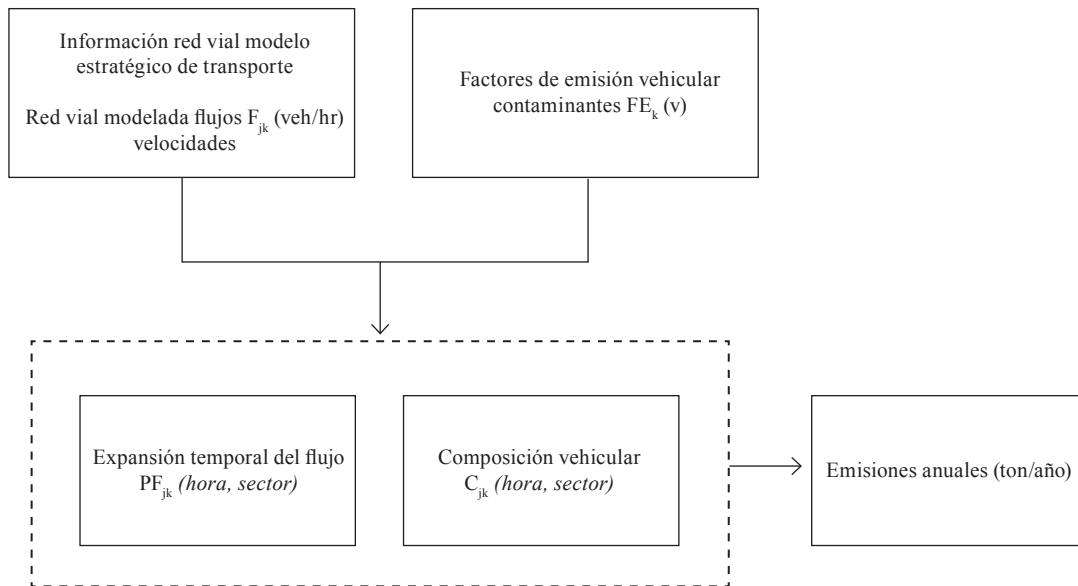 Información red vial modelo
estratégico de transporte
Red vial modelada flujos F_jk (veh/hr)
velocidades
Factores de emisión vehicular
contaminantes FE_k (v)
Expansión temporal del flujo
PF_jk (hora, sector)
Composición vehicular
C_jk (hora, sector)
Emisiones anuales (ton/año)